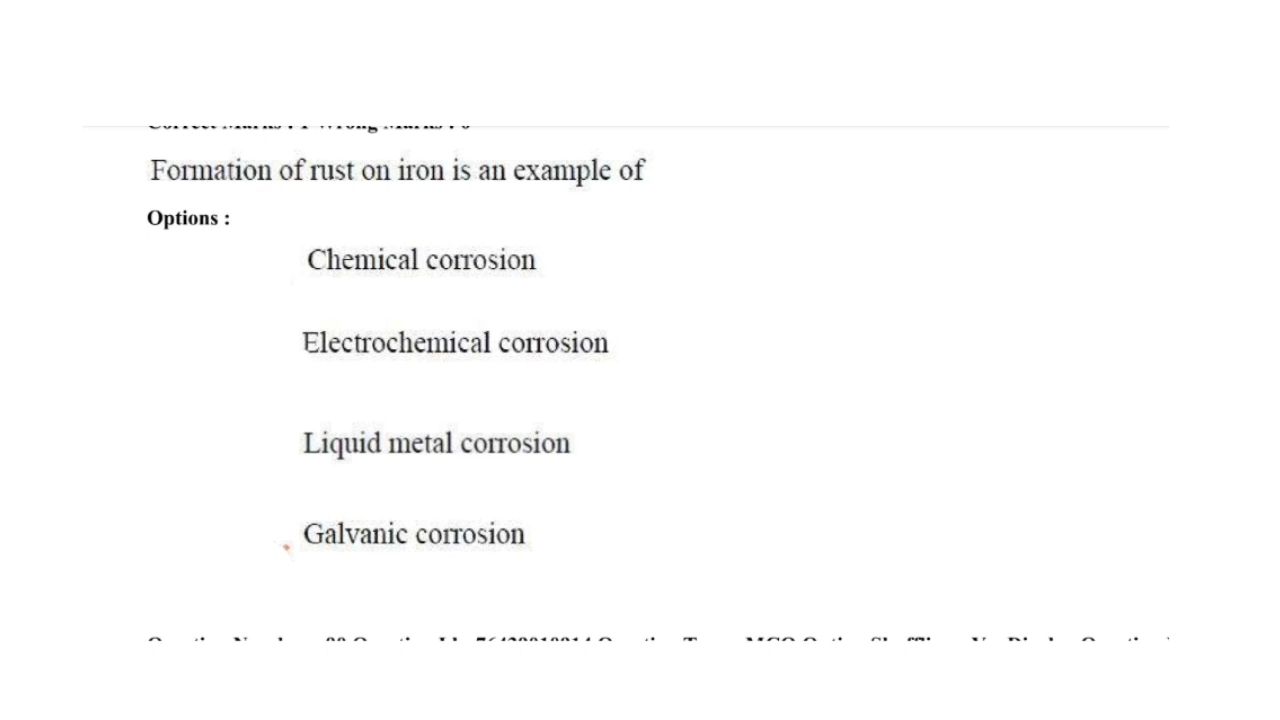 Formation of rust on iron is an example of
Options :
Chemical corrosion
Electrochemical corrosion
Liquid metal corrosion
Galvanic corrosion